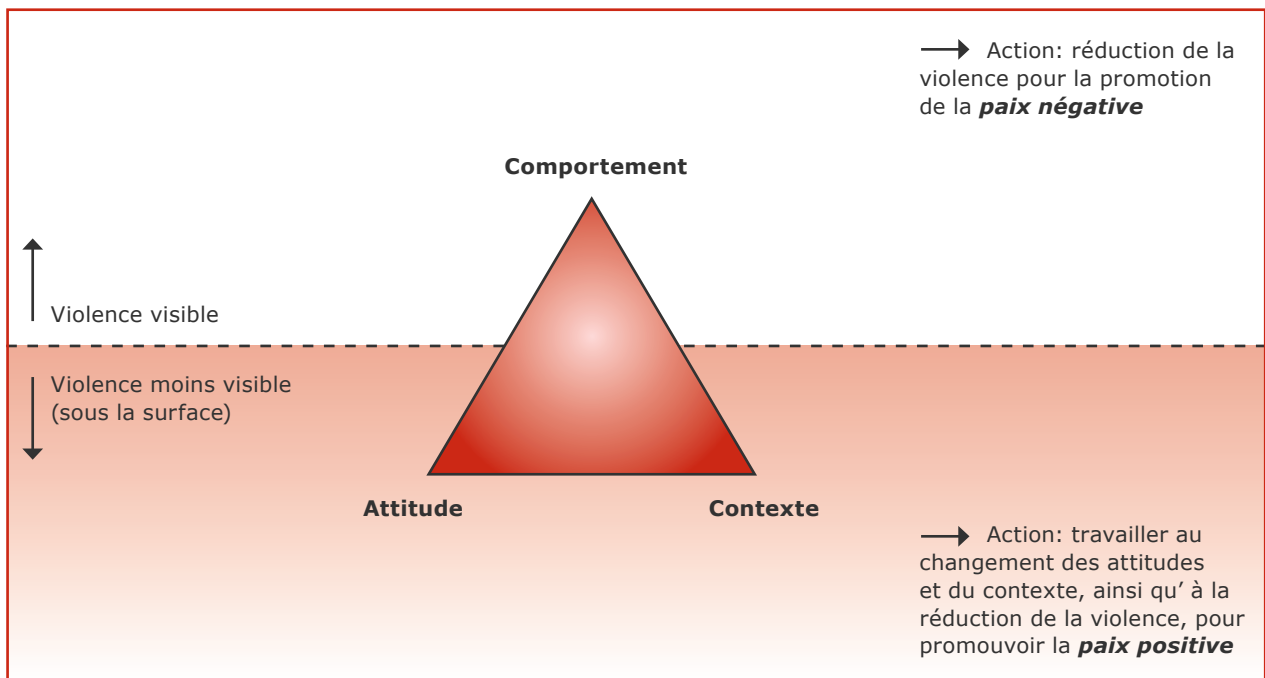 Action: réduction de la
violence pour la promotion
de la paix négative
Comportement
Violence visible
Violence moins visible
(sous la surface)
Attitude
Contexte
Action: travailler au
changement des attitudes
et du contexte, ainsi qu’ à la
réduction de la violence, pour
promouvoir la paix positive